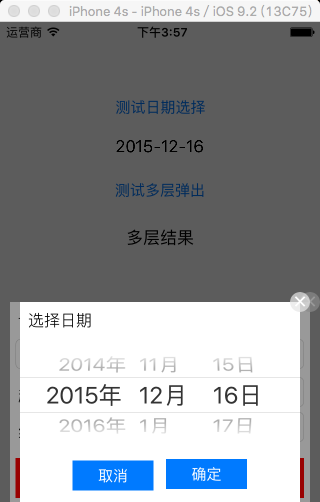 iPhone 4s - iPhone 4s / iOS 9.2 (13C75)
运营商 下午3:57
测试日期选择
2015-12-16
测试多层弹出
多层结果
选择日期
2014年 11月 15日
2015年 12月 16日
2016年 1月 17日
取消 确定